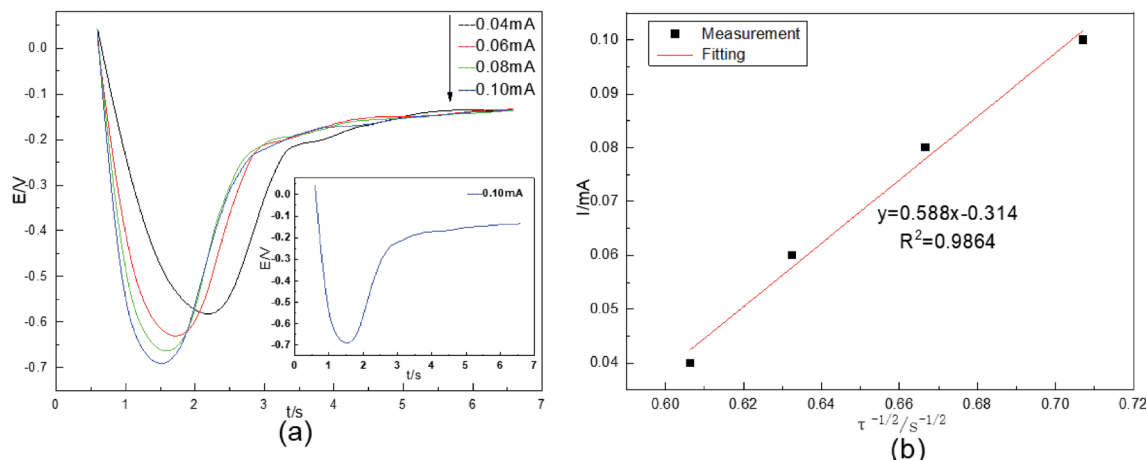 0.04mA
0.06mA
0.08mA
0.10mA
E/V
0.0
-0.1
-0.2
-0.3
-0.4
-0.5
-0.6
-0.7
0 1 2 3 4 5 6 7
t/s
0.10mA
E/V
0.0
-0.1
-0.2
-0.3
-0.4
-0.5
-0.6
-0.7
0 1 2 3 4 5 6 7
t/s
(a)
Measurement
Fitting
I/mA
0.10
0.09
0.08
0.07
0.06
0.05
0.04
y=0.588x-0.314
R²=0.9864
0.60 0.62 0.64 0.66 0.68 0.70 0.72
τ⁻¹/²/s⁻¹/²
(b)